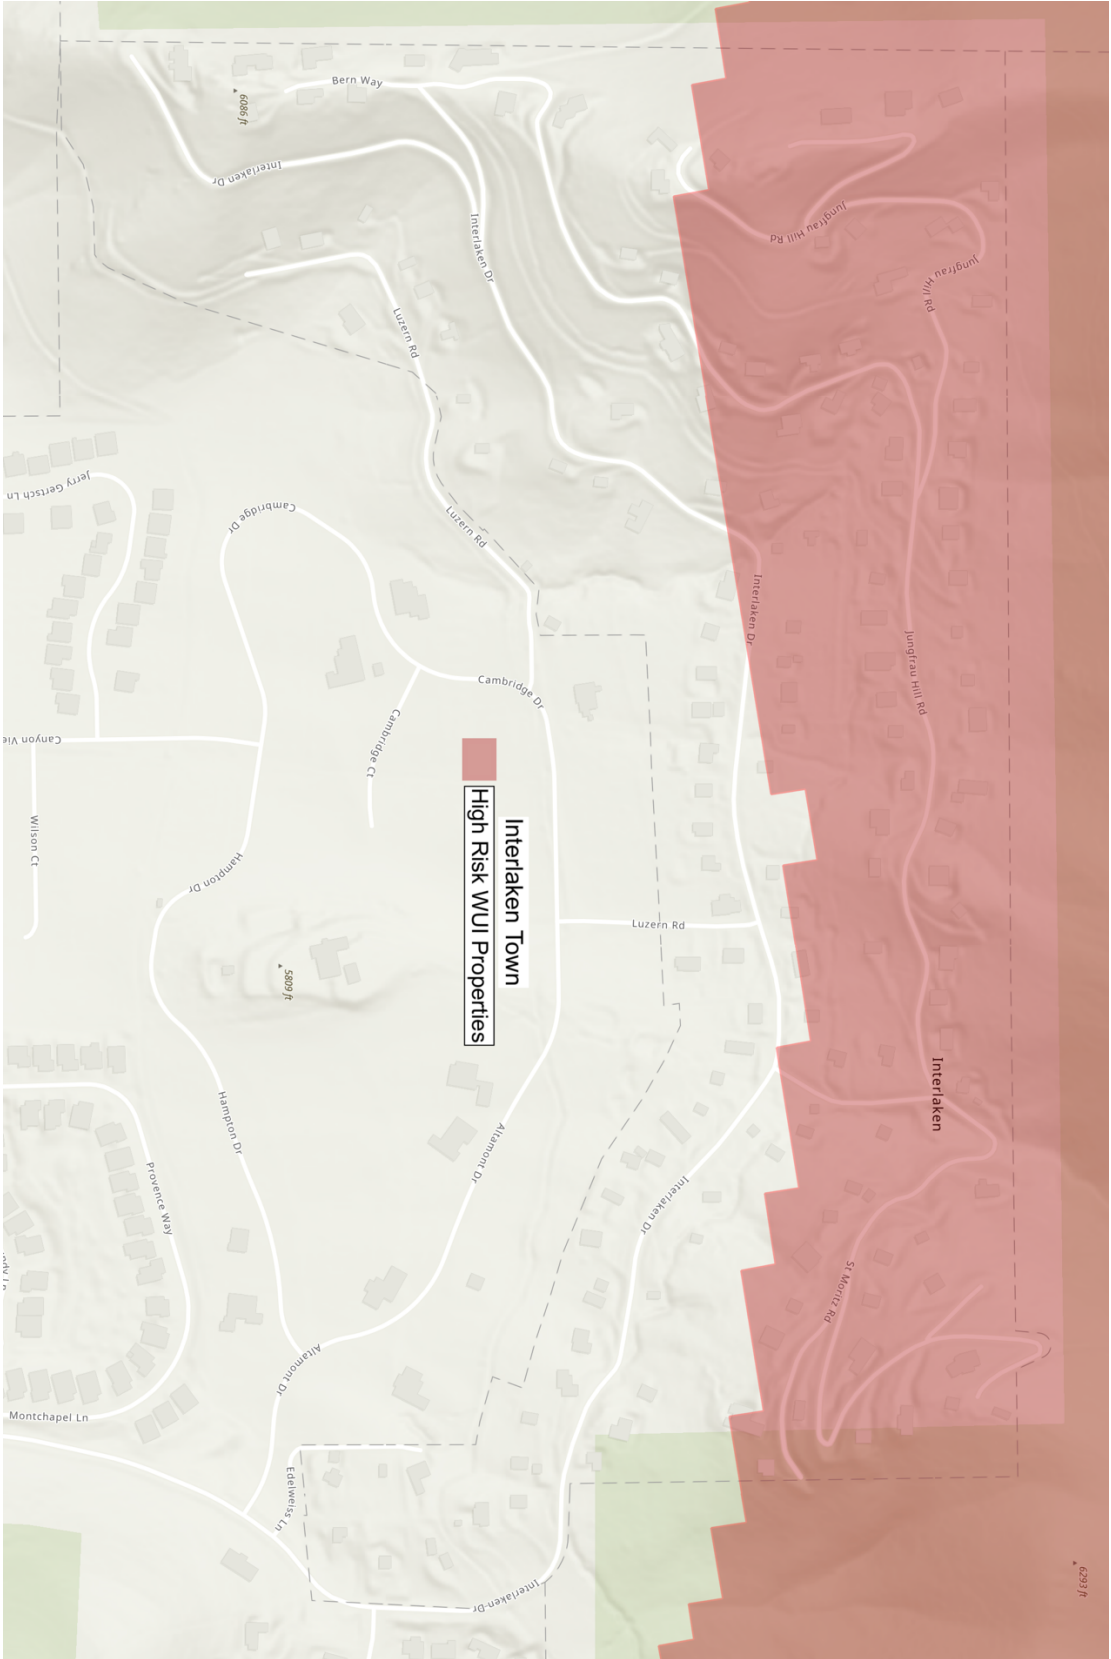 Bern Way
6086 ft
Interlaken Dr
Interlaken Dr
Jungfrau Hill Rd
Jungfrau
Hill Rd
Luzern Rd
Luzern Rd
Jerry Gertsch Ln
Cambridge Dr
Interlaken Dr
Jungfrau Hill Rd
Cambridge Dr
Cambridge Ct
Canyon Vie
Wilson Ct
Hampton Dr
Interlaken Town
High Risk WUI Properties
Luzern Rd
5809 ft
Interlaken
Hampton Dr
Altamont Dr
Provence Way
Interlaken Dr
St Moritz Rd
Altamont Dr
Montchapel Ln
Edelweiss Ln
Interlaken Dr
6293 ft